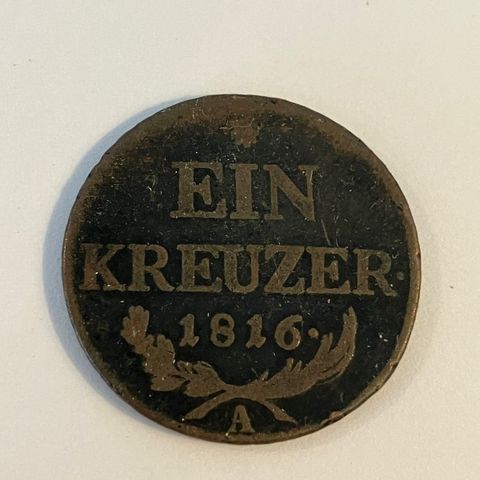 EIN
KREUZER·
1816·
A